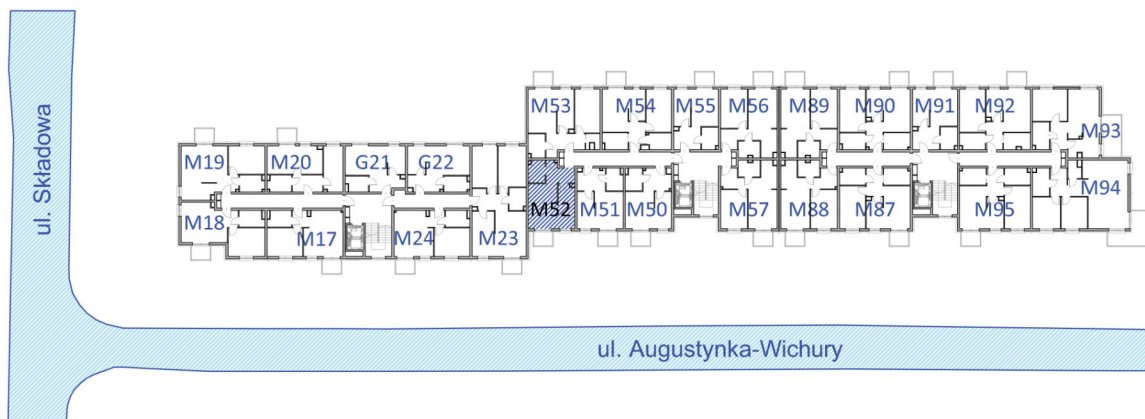 ul. Składowa
M53
M54
M55
M56
M89
M90
M91
M92
M93
M19
M20
G21
G22
M94
M18
M17
M24
M23
M52
M51
M50
M57
M88
M87
M95
ul. Augustynka-Wichury